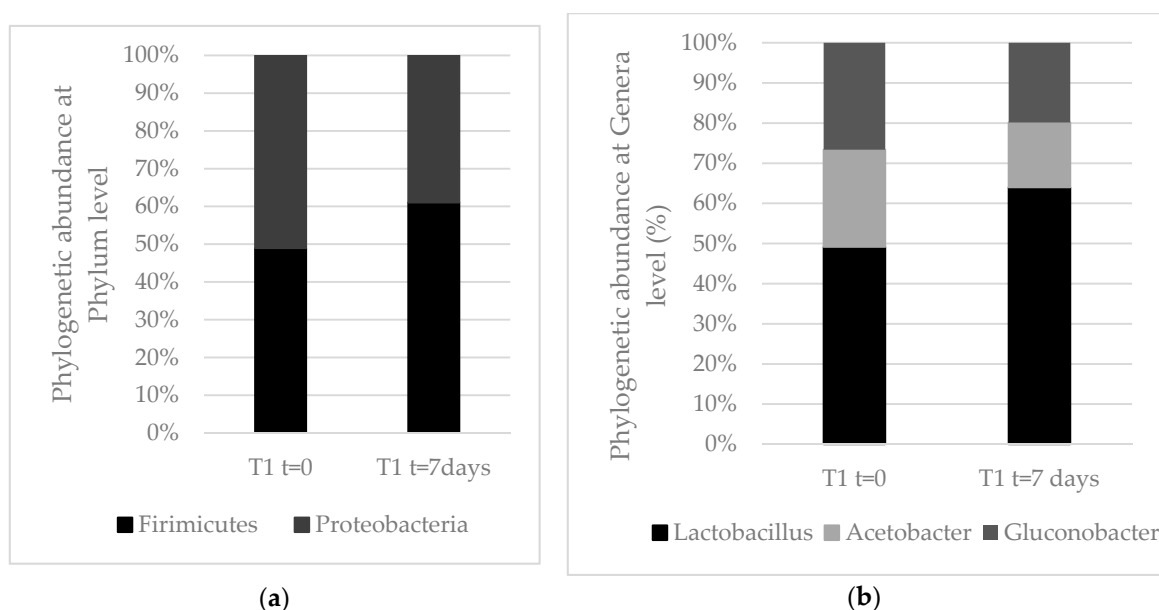 Phylogenetic abundance at
Phylum level
100%
90%
80%
70%
60%
50%
40%
30%
20%
10%
0%
T1 t=0
T1 t=7days
Firimicutes
Proteobacteria
(a)
Phylogenetic abundance at Genera
level (%)
100%
90%
80%
70%
60%
50%
40%
30%
20%
10%
0%
T1 t=0
T1 t=7 days
Lactobacillus
Acetobacter
Gluconobacter
(b)